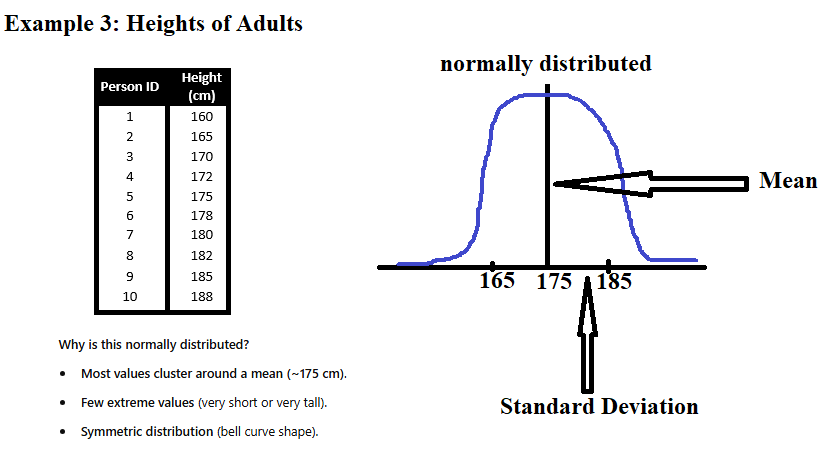 Example 3: Heights of Adults
Person ID Height (cm)
1 160
2 165
3 170
4 172
5 175
6 178
7 180
8 182
9 185
10 188
Why is this normally distributed?
• Most values cluster around a mean (~175 cm).
• Few extreme values (very short or very tall).
• Symmetric distribution (bell curve shape).
normally distributed
Mean
165 175 185
Standard Deviation